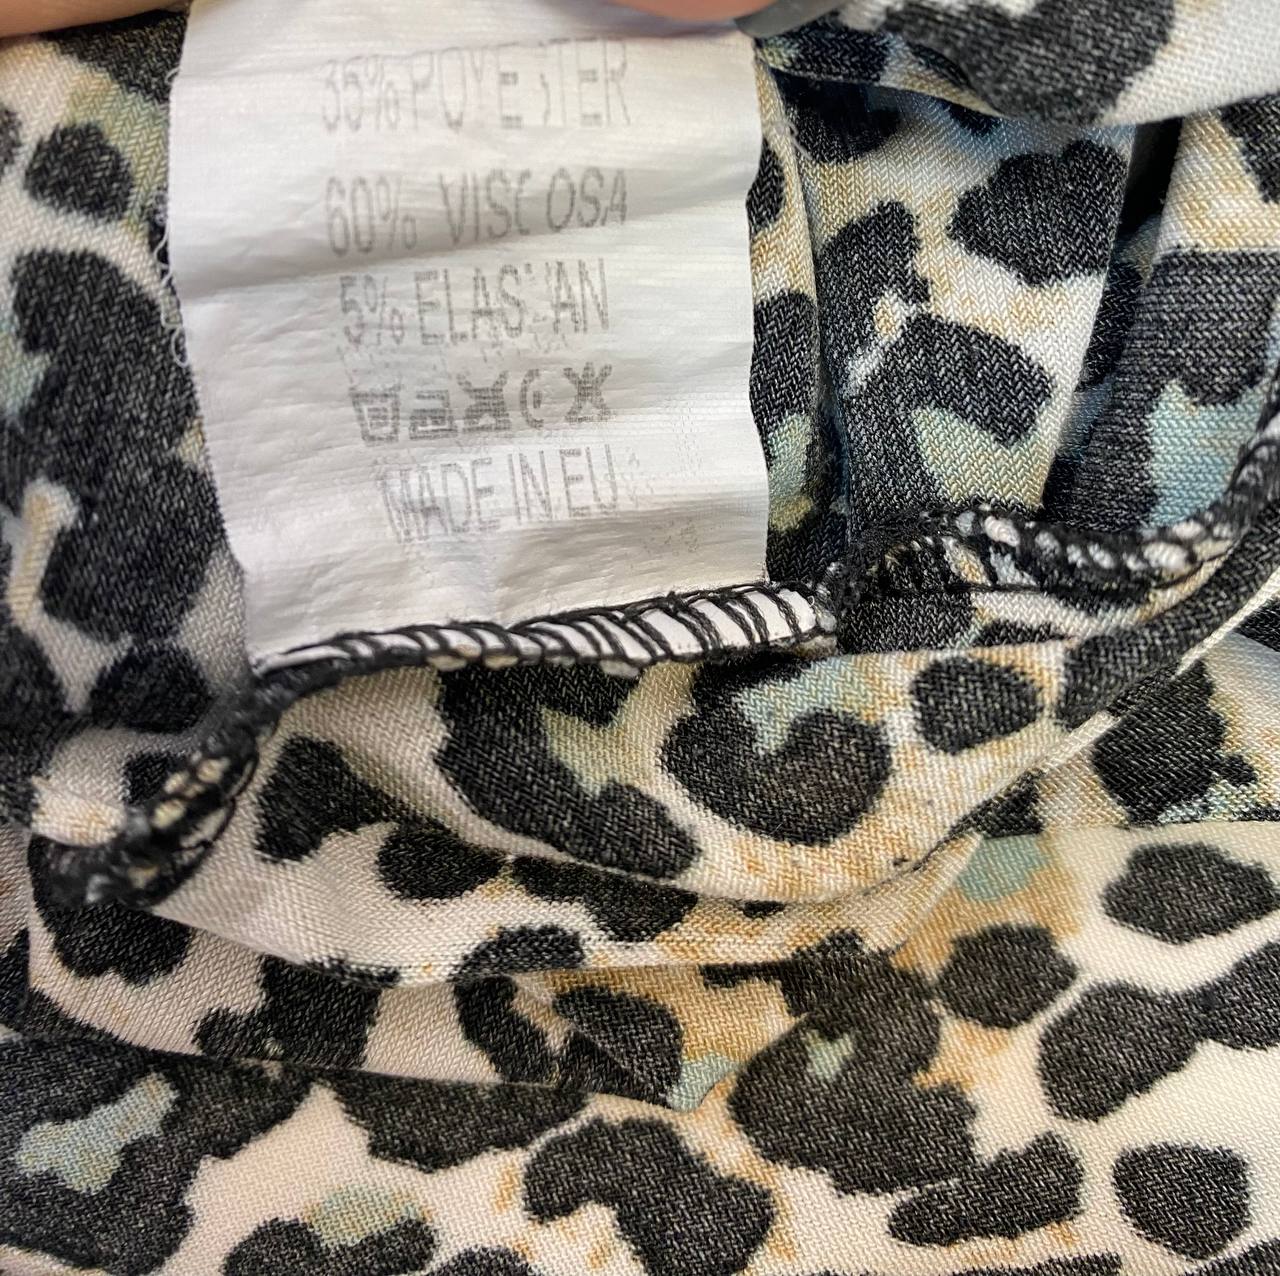 35% POLYESTER
60% VISCOSA
5% ELASTAN
MADE IN EU